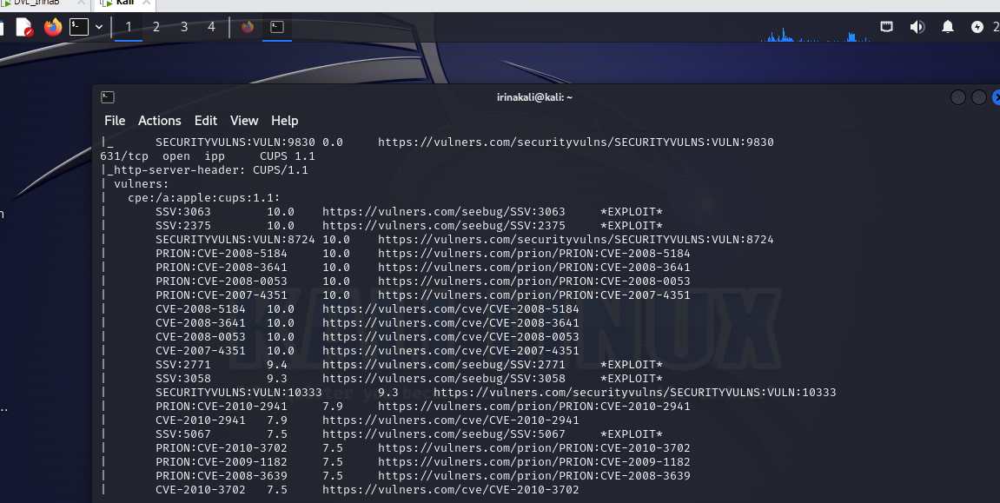 DVL_IrinaB
Kali
1 2 3 4
irinakali@kali: ~
File Actions Edit View Help
|_ SECURITYVULNS:VULN:9830 0.0 https://vulners.com/securityvulns/SECURITYVULNS:VULN:9830
631/tcp open ipp CUPS 1.1
|_http-server-header: CUPS/1.1
| vulners:
| cpe:/a:apple:cups:1.1:
| SSV:3063 10.0 https://vulners.com/seebug/SSV:3063 *EXPLOIT*
| SSV:2375 10.0 https://vulners.com/seebug/SSV:2375 *EXPLOIT*
| SECURITYVULNS:VULN:8724 10.0 https://vulners.com/securityvulns/SECURITYVULNS:VULN:8724
| PRION:CVE-2008-5184 10.0 https://vulners.com/prion/PRION:CVE-2008-5184
| PRION:CVE-2008-3641 10.0 https://vulners.com/prion/PRION:CVE-2008-3641
| PRION:CVE-2008-0053 10.0 https://vulners.com/prion/PRION:CVE-2008-0053
| PRION:CVE-2007-4351 10.0 https://vulners.com/prion/PRION:CVE-2007-4351
| CVE-2008-5184 10.0 https://vulners.com/cve/CVE-2008-5184
| CVE-2008-3641 10.0 https://vulners.com/cve/CVE-2008-3641
| CVE-2008-0053 10.0 https://vulners.com/cve/CVE-2008-0053
| CVE-2007-4351 10.0 https://vulners.com/cve/CVE-2007-4351
| SSV:2771 9.4 https://vulners.com/seebug/SSV:2771 *EXPLOIT*
| SSV:3058 9.3 https://vulners.com/seebug/SSV:3058 *EXPLOIT*
| SECURITYVULNS:VULN:10333 9.3 https://vulners.com/securityvulns/SECURITYVULNS:VULN:10333
| PRION:CVE-2010-2941 7.9 https://vulners.com/prion/PRION:CVE-2010-2941
| CVE-2010-2941 7.9 https://vulners.com/cve/CVE-2010-2941
| SSV:5067 7.5 https://vulners.com/seebug/SSV:5067 *EXPLOIT*
| PRION:CVE-2010-3702 7.5 https://vulners.com/prion/PRION:CVE-2010-3702
| PRION:CVE-2009-1182 7.5 https://vulners.com/prion/PRION:CVE-2009-1182
| PRION:CVE-2008-3639 7.5 https://vulners.com/prion/PRION:CVE-2008-3639
| CVE-2010-3702 7.5 https://vulners.com/cve/CVE-2010-3702